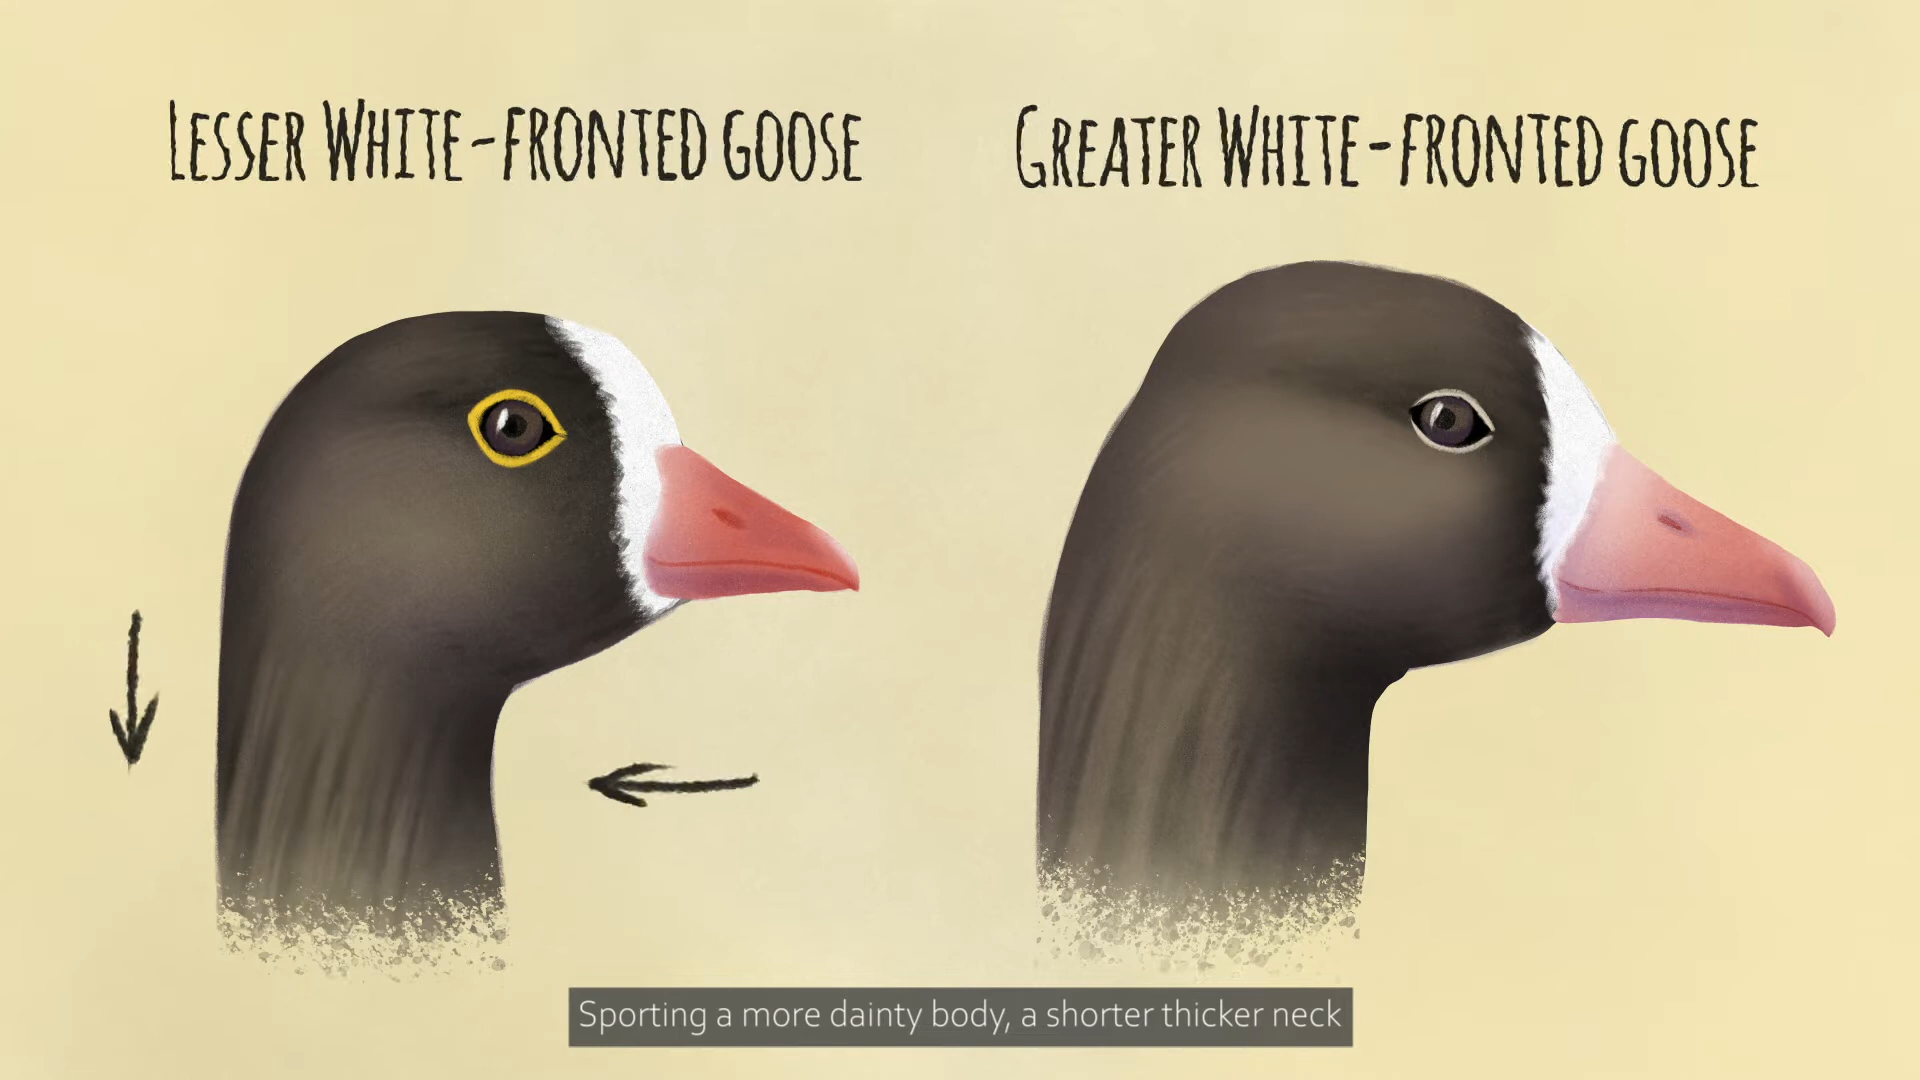 Lesser White-fronted goose
Greater White-fronted goose
Sporting a more dainty body, a shorter thicker neck